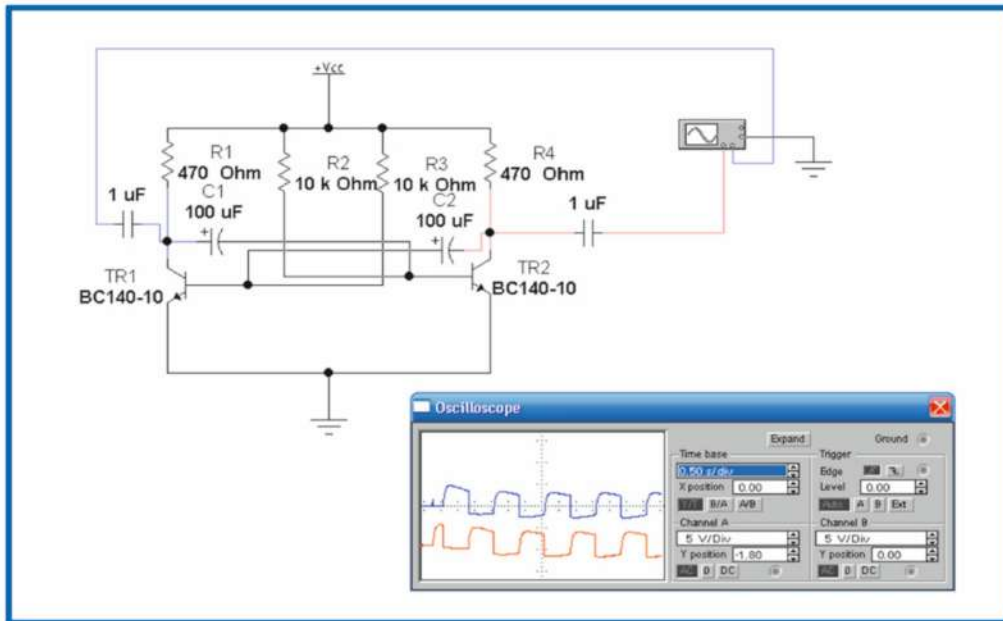 +Vcc
R1
470 Ohm
R2
10 k Ohm
R3
10 k Ohm
R4
470 Ohm
1 uF
C1
100 uF
C2
100 uF
1 uF
TR1
BC140-10
TR2
BC140-10
Oscilloscope
Expand
Ground
Time base
0.50 s/div
X position 0.00
Y/T B/A A/B
Trigger
Edge
Level 0.00
Auto A B Ext
Channel A
5 V/Div
Y position -1.80
AC 0 DC
Channel B
5 V/Div
Y position 0.00
AC 0 DC